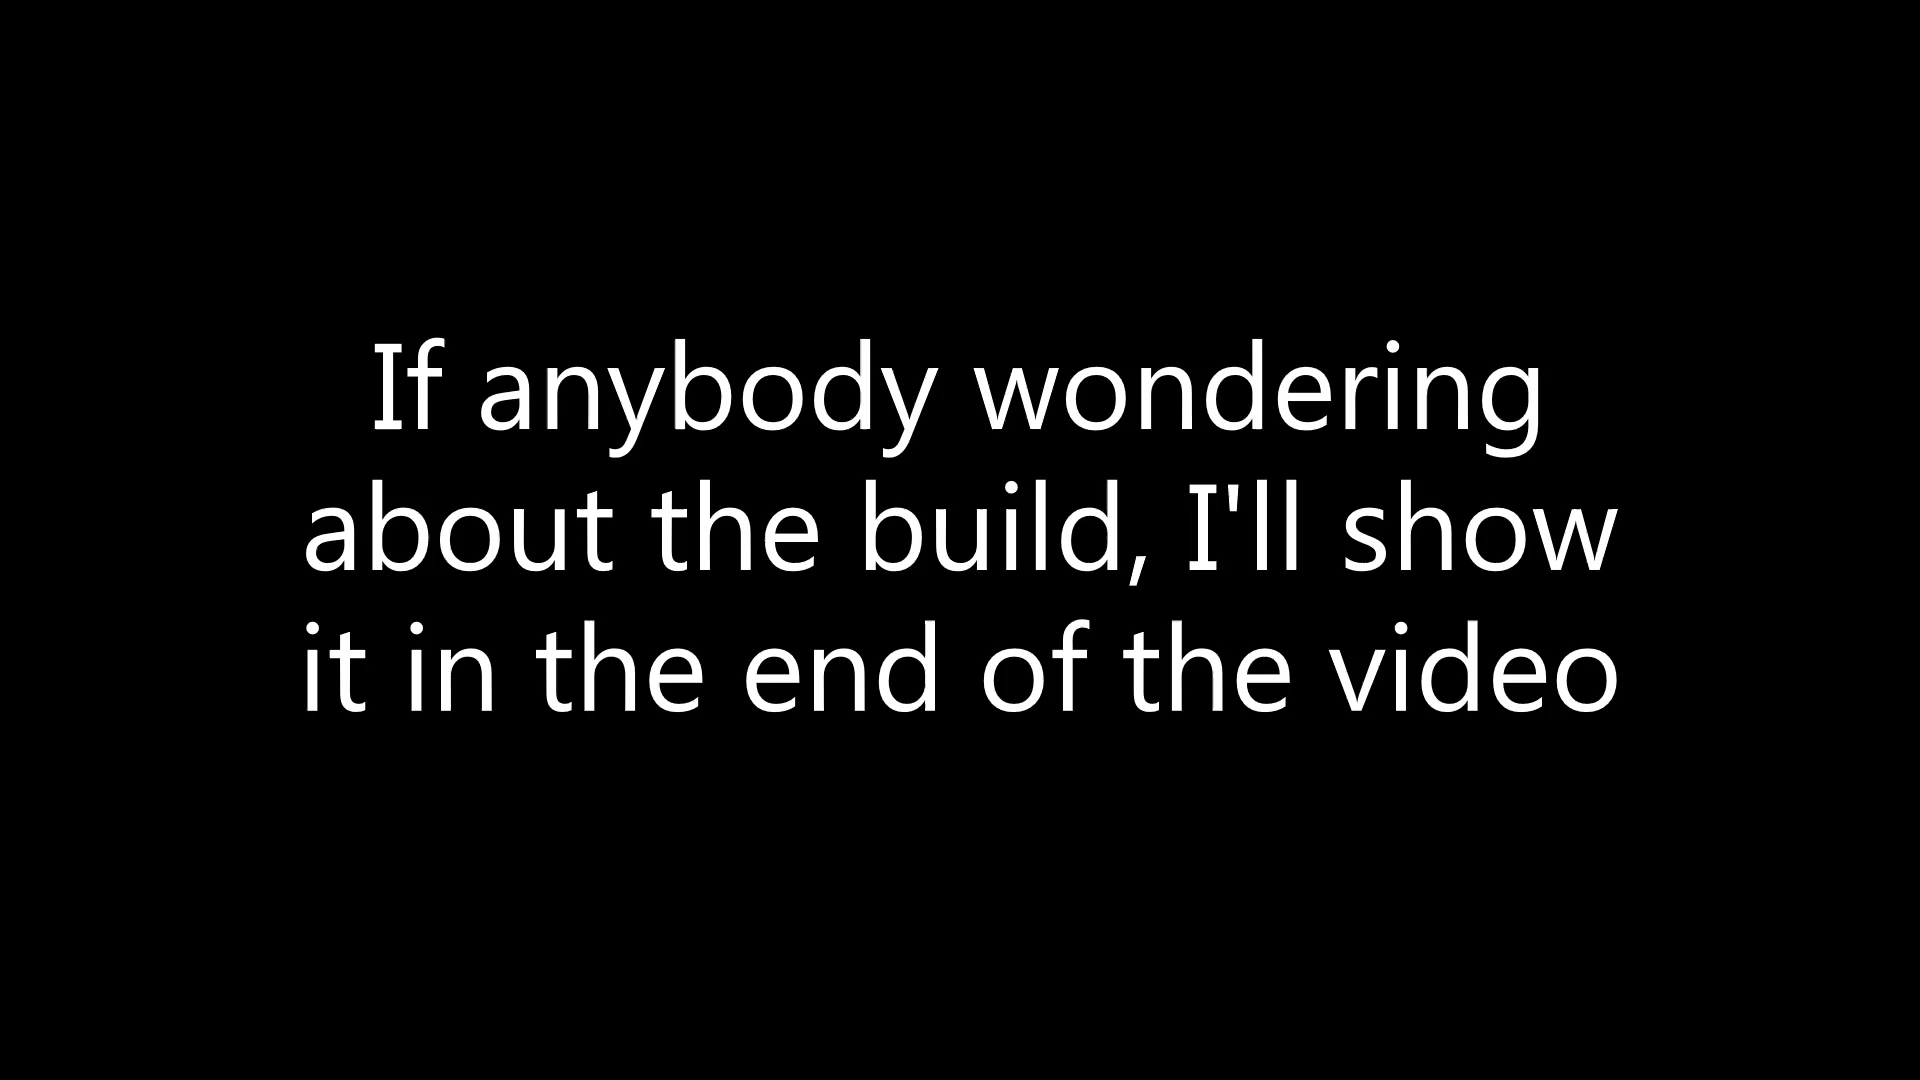 If anybody wondering
about the build, I'll show
it in the end of the video